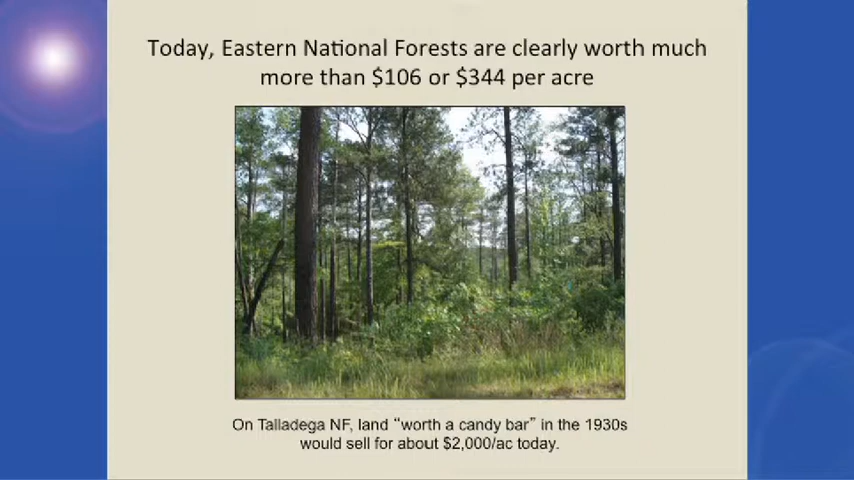 Today, Eastern National Forests are clearly worth much
more than $106 or $344 per acre
On Talladega NF, land “worth a candy bar” in the 1930s
would sell for about $2,000/ac today.